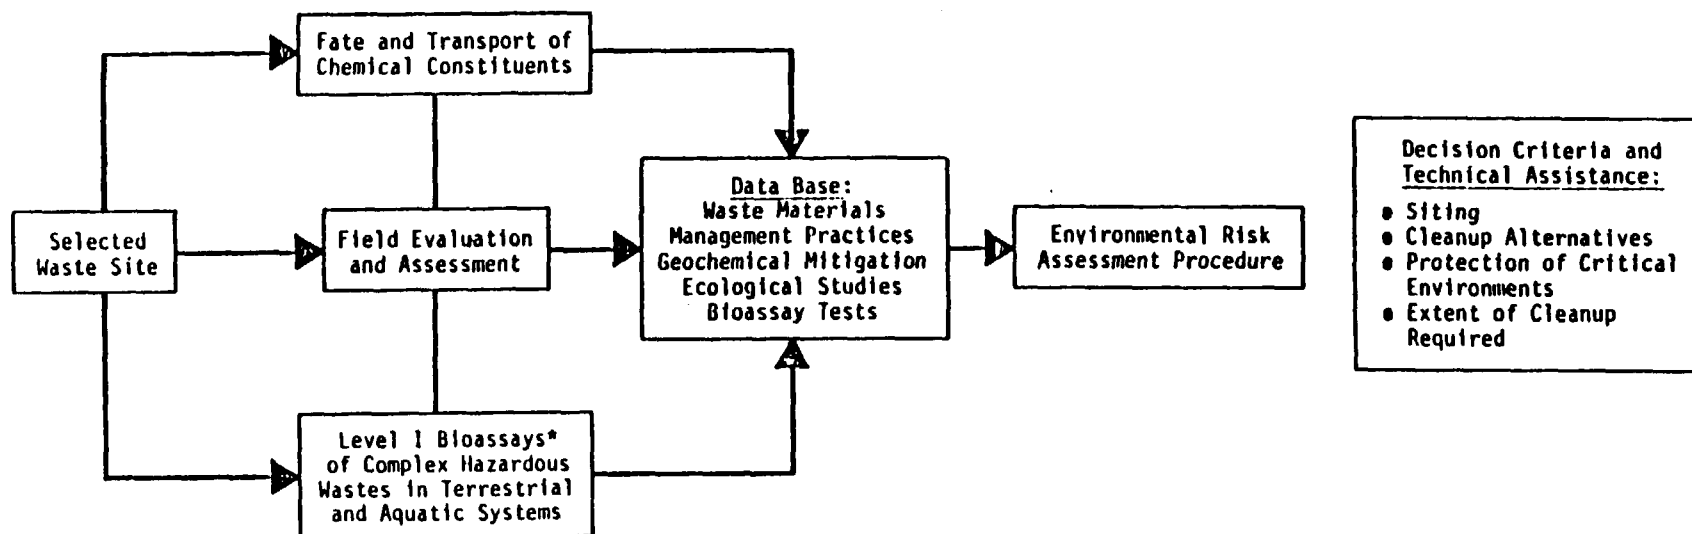 Fate and Transport of
Chemical Constituents
Selected
Waste Site
Field Evaluation
and Assessment
Level 1 Bioassays*
of Complex Hazardous
Wastes in Terrestrial
and Aquatic Systems
Data Base:
Waste Materials
Management Practices
Geochemical Mitigation
Ecological Studies
Bioassay Tests
Environmental Risk
Assessment Procedure
Decision Criteria and
Technical Assistance:
• Siting
• Cleanup Alternatives
• Protection of Critical
Environments
• Extent of Cleanup
Required